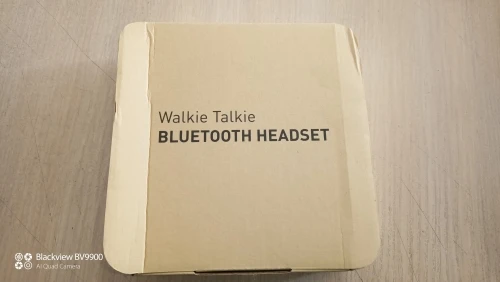 Walkie Talkie
BLUETOOTH HEADSET
Blackview BV9900
AI Quad Camera